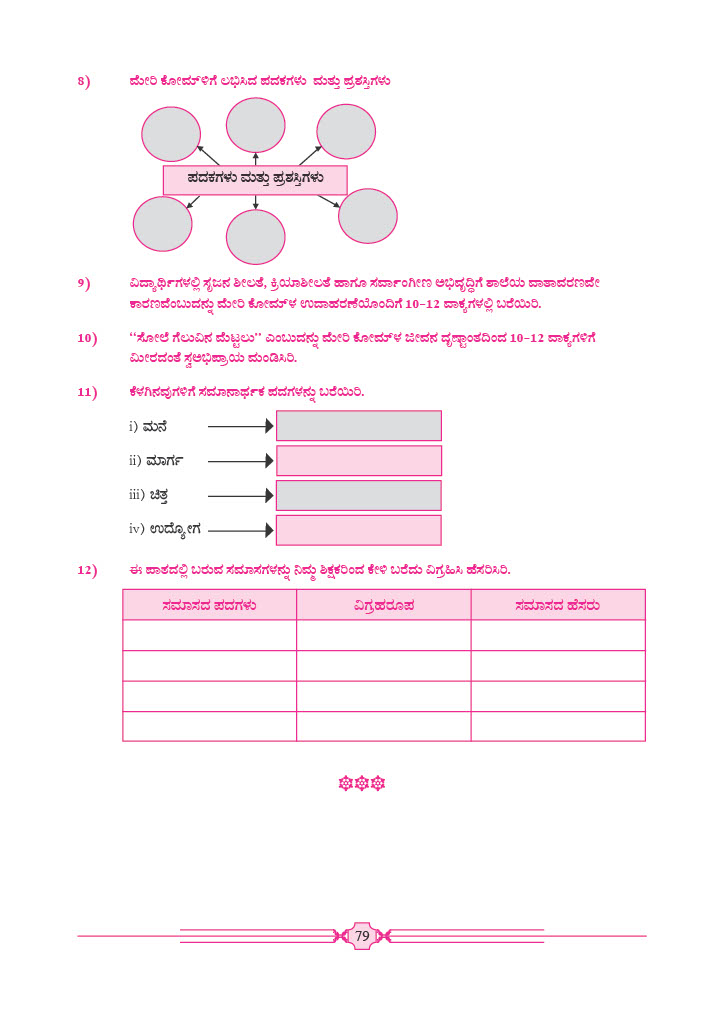 8) ಮೇರಿ ಕೋಮ್‌ಳಿಗೆ ಲಭಿಸಿದ ಪದಕಗಳು ಮತ್ತು ಪ್ರಶಸ್ತಿಗಳು
ಪದಕಗಳು ಮತ್ತು ಪ್ರಶಸ್ತಿಗಳು
9) ವಿದ್ಯಾರ್ಥಿಗಳಲ್ಲಿ ಸೃಜನ ಶೀಲತೆ, ಕ್ರಿಯಾಶೀಲತೆ ಹಾಗೂ ಸರ್ವಾಂಗೀಣ ಅಭಿವೃದ್ಧಿಗೆ ಶಾಲೆಯ ವಾತಾವರಣವೇ
ಕಾರಣವೆಂಬುದನ್ನು ಮೇರಿ ಕೋಮ್‌ಳ ಉದಾಹರಣೆಯೊಂದಿಗೆ 10-12 ವಾಕ್ಯಗಳಲ್ಲಿ ಬರೆಯಿರಿ.
10) ‘‘ಸೋಲೆ ಗೆಲುವಿನ ಮೆಟ್ಟಲು’’ ಎಂಬುದನ್ನು ಮೇರಿ ಕೋಮ್‌ಳ ಜೀವನ ದೃಷ್ಟಾಂತದಿಂದ 10-12 ವಾಕ್ಯಗಳಿಗೆ
ಮೀರದಂತೆ ಸ್ವಅಭಿಪ್ರಾಯ ಮಂಡಿಸಿರಿ.
11) ಕೆಳಗಿನವುಗಳಿಗೆ ಸಮಾನಾರ್ಥಕ ಪದಗಳನ್ನು ಬರೆಯಿರಿ.
i) ಮನೆ
ii) ಮಾರ್ಗ
iii) ಚಿತ್ತ
iv) ಉದ್ಯೋಗ
12) ಈ ಪಾಠದಲ್ಲಿ ಬರುವ ಸಮಾಸಗಳನ್ನು ನಿಮ್ಮ ಶಿಕ್ಷಕರಿಂದ ಕೇಳಿ ಬರೆದು ವಿಗ್ರಹಿಸಿ ಹೆಸರಿಸಿರಿ.
ಸಮಾಸದ ಪದಗಳು ವಿಗ್ರಹರೂಪ ಸಮಾಸದ ಹೆಸರು
79